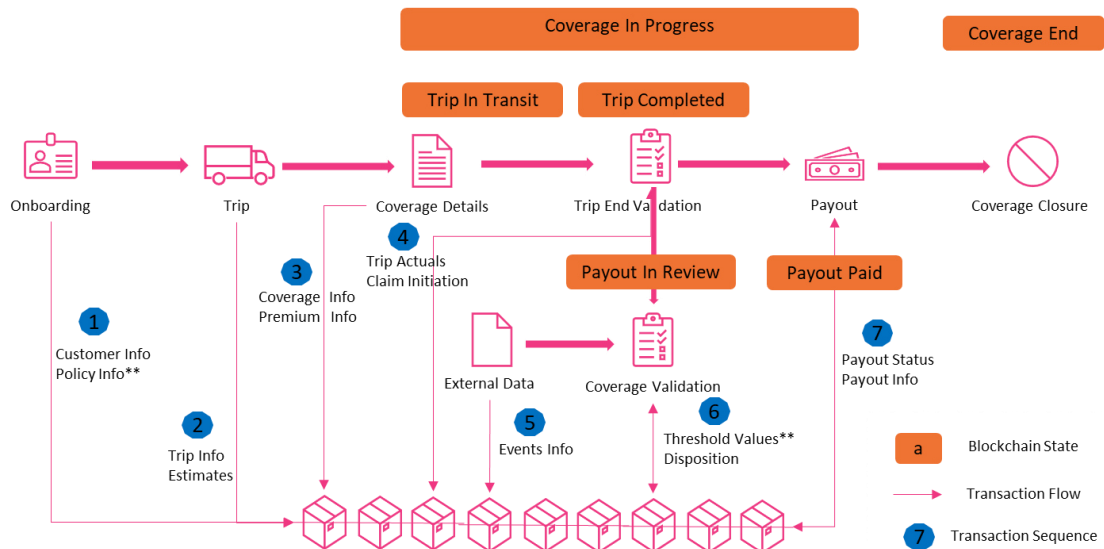 Coverage In Progress
Coverage End
Trip In Transit
Trip Completed
Onboarding
Trip
Coverage Details
Trip End Validation
Payout
Coverage Closure
4
Trip Actuals
Claim Initiation
3
Coverage Info
Premium Info
Payout In Review
Payout Paid
1
Customer Info
Policy Info**
7
Payout Status
Payout Info
External Data
Coverage Validation
2
Trip Info
Estimates
5
Events Info
6
Threshold Values**
Disposition
a
Blockchain State
Transaction Flow
7
Transaction Sequence